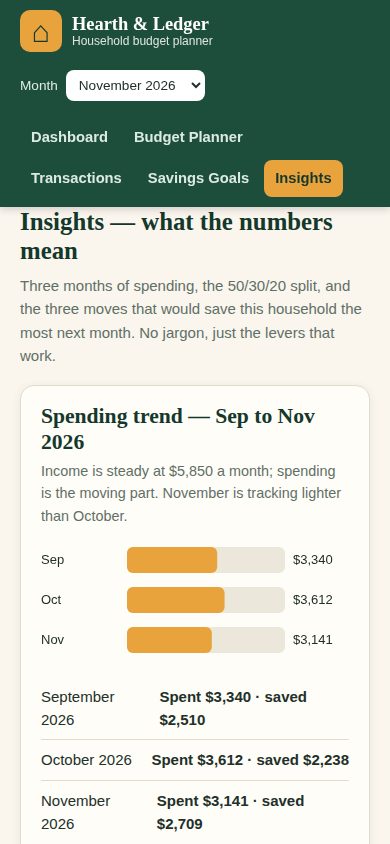 Hearth & Ledger
Household budget planner
Month November 2026
Dashboard Budget Planner
Transactions Savings Goals Insights
Insights — what the numbers
mean
Three months of spending, the 50/30/20 split, and
the three moves that would save this household the
most next month. No jargon, just the levers that
work.
Spending trend — Sep to Nov
2026
Income is steady at $5,850 a month; spending
is the moving part. November is tracking lighter
than October.
Sep $3,340
Oct $3,612
Nov $3,141
September
2026
Spent $3,340 · saved
$2,510
October 2026 Spent $3,612 · saved $2,238
November
2026
Spent $3,141 · saved
$2,709